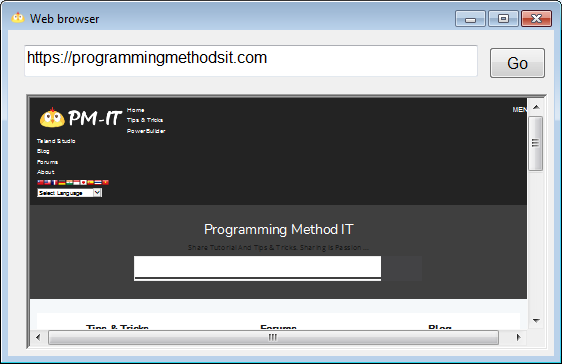 Web browser
https://programmingmethodsit.com
Go
PM-IT
Home
Tips & Tricks
PowerBuilder
MEN
Talend Studio
Blog
Forums
About
Select Language
Programming Method IT
Share Tutorial And Tips & Tricks. Sharing Is Passion ...
Tips & Tricks
Forums
Blog